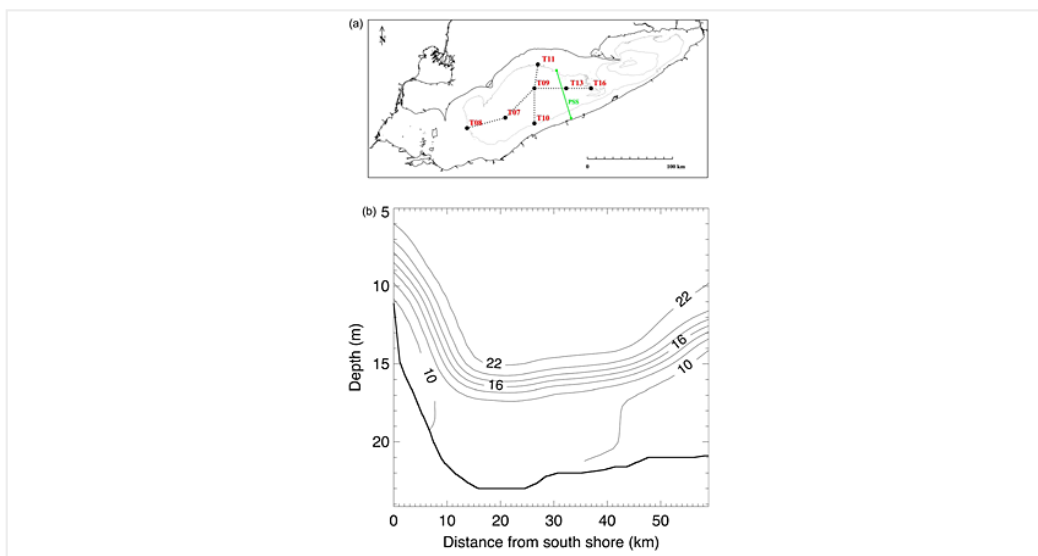 (a)
N
T11
T09
T13
T16
PSS
T07
T08
T10
0
100 km
(b)
5
10
15
20
Depth (m)
22
16
10
10
22
16
0
10
20
30
40
50
Distance from south shore (km)